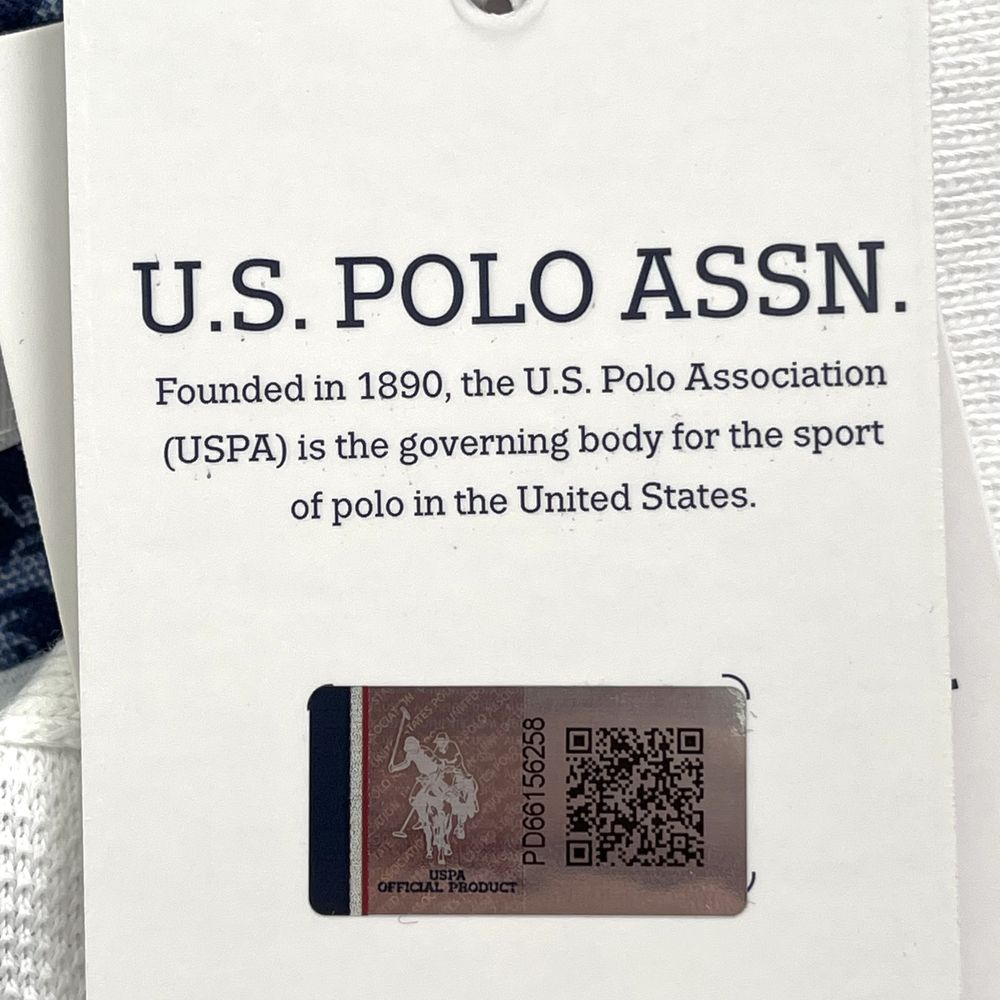 U.S. POLO ASSN.
Founded in 1890, the U.S. Polo Association
(USPA) is the governing body for the sport
of polo in the United States.
PD66156258
USPA
OFFICIAL PRODUCT